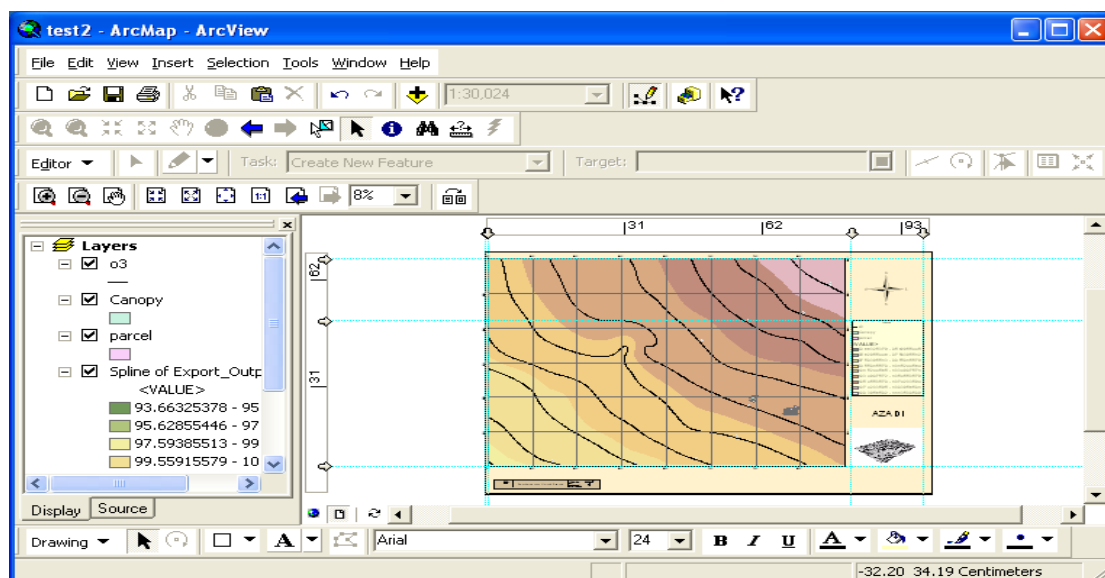 test2 - ArcMap - ArcView
File Edit View Insert Selection Tools Window Help
1:30,024
Editor Task: Create New Feature Target:
8%
Layers
o3
Canopy
parcel
Spline of Export_Outp
<VALUE>
93.66325378 - 95
95.62855446 - 97
97.59385513 - 99
99.55915579 - 10
Display Source
31 62 93
62
31
AZADI
Drawing A Arial 24 B I U A
-32.20 34.19 Centimeters